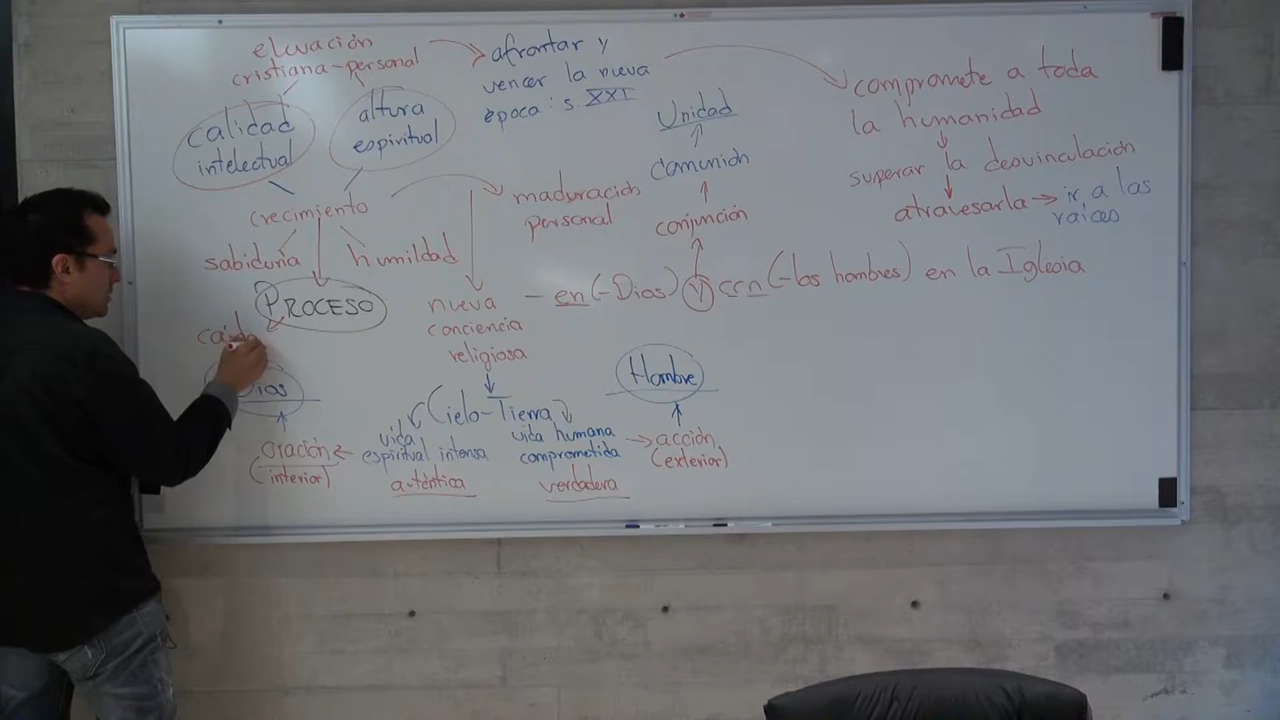 elevación
cristiana-personal
afrontar y
vencer la nueva
época: s XXI
calidad
intelectual
altura
espiritual
Unidad
comunión
conjunción
compromete a toda
la humanidad
superar la desvinculación
atravesarla → ir a las
raíces
crecimiento
maduración
personal
sabiduría
humildad
PROCESO
nueva
conciencia
religiosa
- en (-Dios) y con (-los hombres) en la Iglesia
Dios
Hombre
Cielo-Tierra
vida
espiritual intensa
auténtica
vida humana
comprometida
verdadera
oración
(interior)
acción
(exterior)